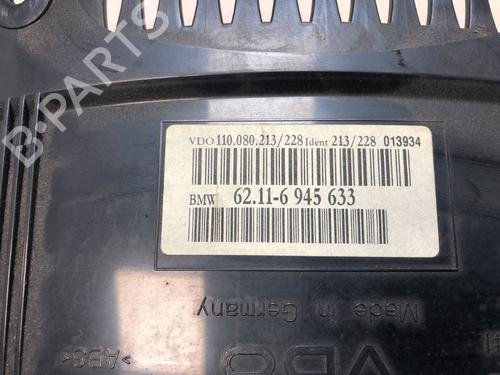 B-PARTS
VDO 110.080.213/228 Ident 213/228 013934
BMW 62.11-6 945 633
Made in Germany
VDO
>ABS<